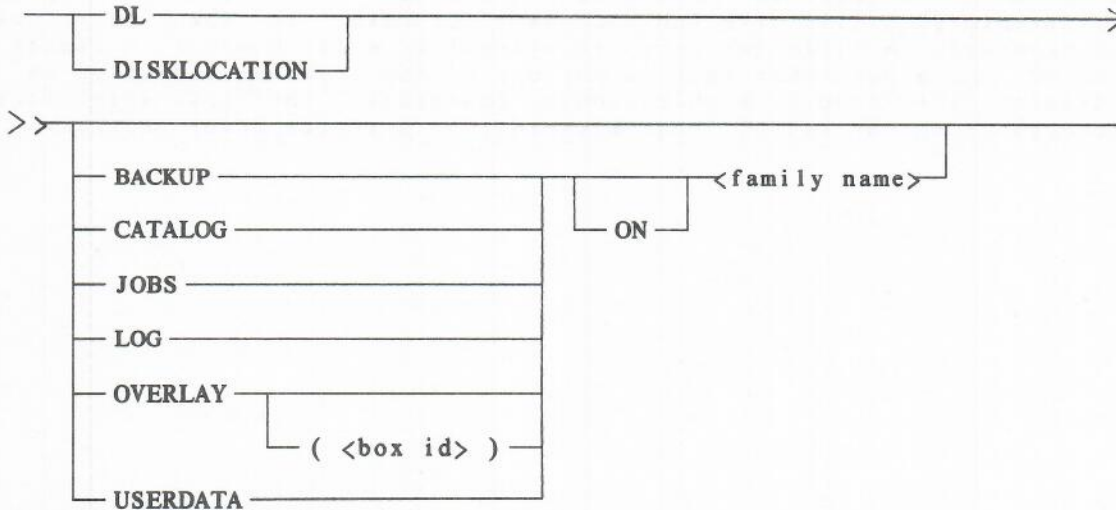 DL
DISKLOCATION
BACKUP
<family name>
CATALOG
ON
JOBS
LOG
OVERLAY
( <box id> )
USERDATA